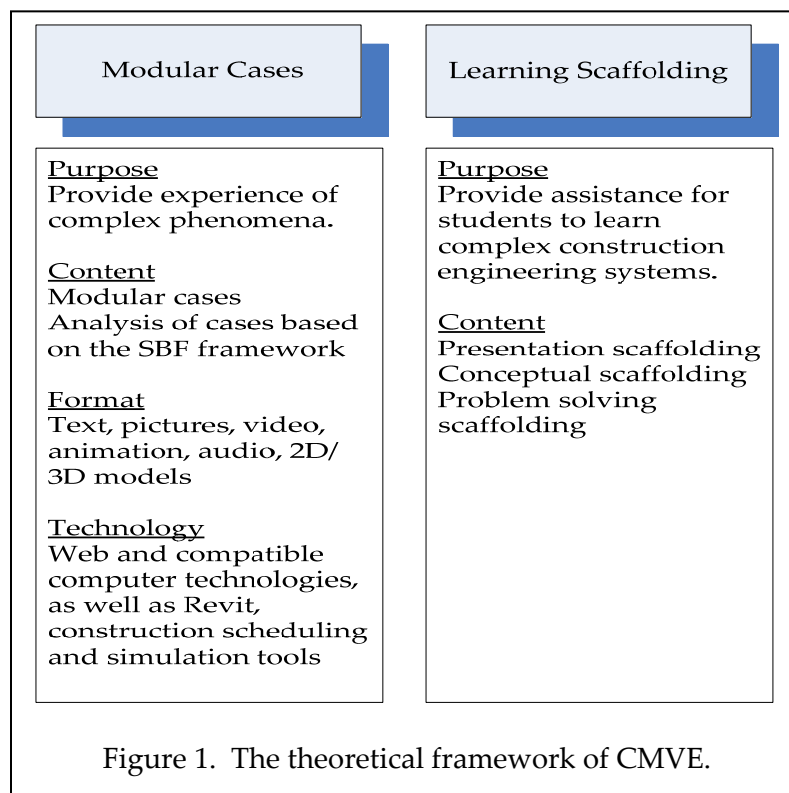 Modular Cases
Purpose
Provide experience of
complex phenomena.
Content
Modular cases
Analysis of cases based
on the SBF framework
Format
Text, pictures, video,
animation, audio, 2D/
3D models
Technology
Web and compatible
computer technologies,
as well as Revit,
construction scheduling
and simulation tools
Learning Scaffolding
Purpose
Provide assistance for
students to learn
complex construction
engineering systems.
Content
Presentation scaffolding
Conceptual scaffolding
Problem solving
scaffolding
Figure 1.  The theoretical framework of CMVE.